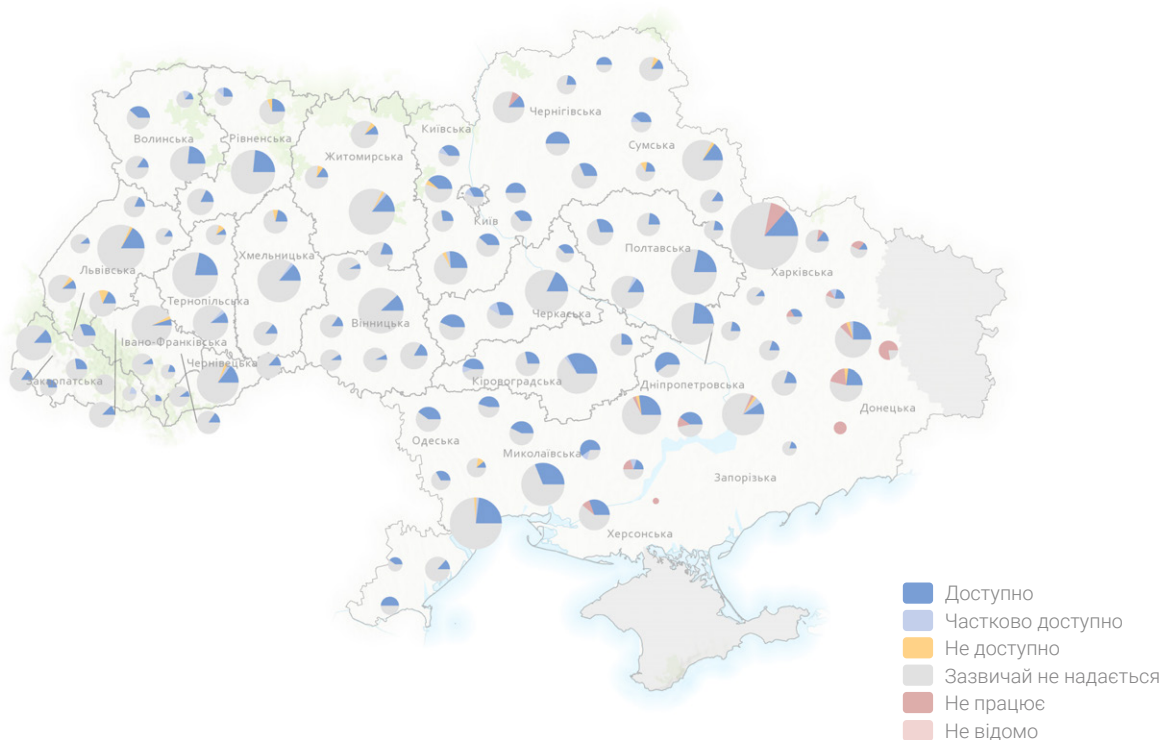 Чернігівська
Київська
Волинська
Рівненська
Сумська
Житомирська
Київ
Полтавська
Хмельницька
Львівська
Харківська
Тернопільська
Черкаська
Вінницька
Івано-Франківська
Чернівецька
Закарпатська
Кіровоградська
Дніпропетровська
Донецька
Одеська
Миколаївська
Запорізька
Херсонська
Доступно
Частково доступно
Не доступно
Зазвичай не надається
Не працює
Не відомо